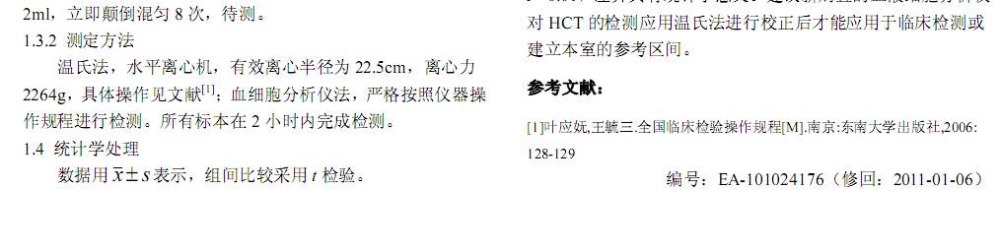 2ml，立即颠倒混匀 8 次，待测。
1.3.2 测定方法
温氏法，水平离心机，有效离心半径为 22.5cm，离心力
2264g，具体操作见文献[1]；血细胞分析仪法，严格按照仪器操
作规程进行检测。所有标本在 2 小时内完成检测。
1.4 统计学处理
数据用 x̄±s 表示，组间比较采用 t 检验。
对 HCT 的检测应用温氏法进行校正后才能应用于临床检测或
建立本室的参考区间。
参考文献：
[1]叶应妩,王毓三.全国临床检验操作规程[M].南京:东南大学出版社,2006:
128-129
编号：EA-101024176（修回：2011-01-06）